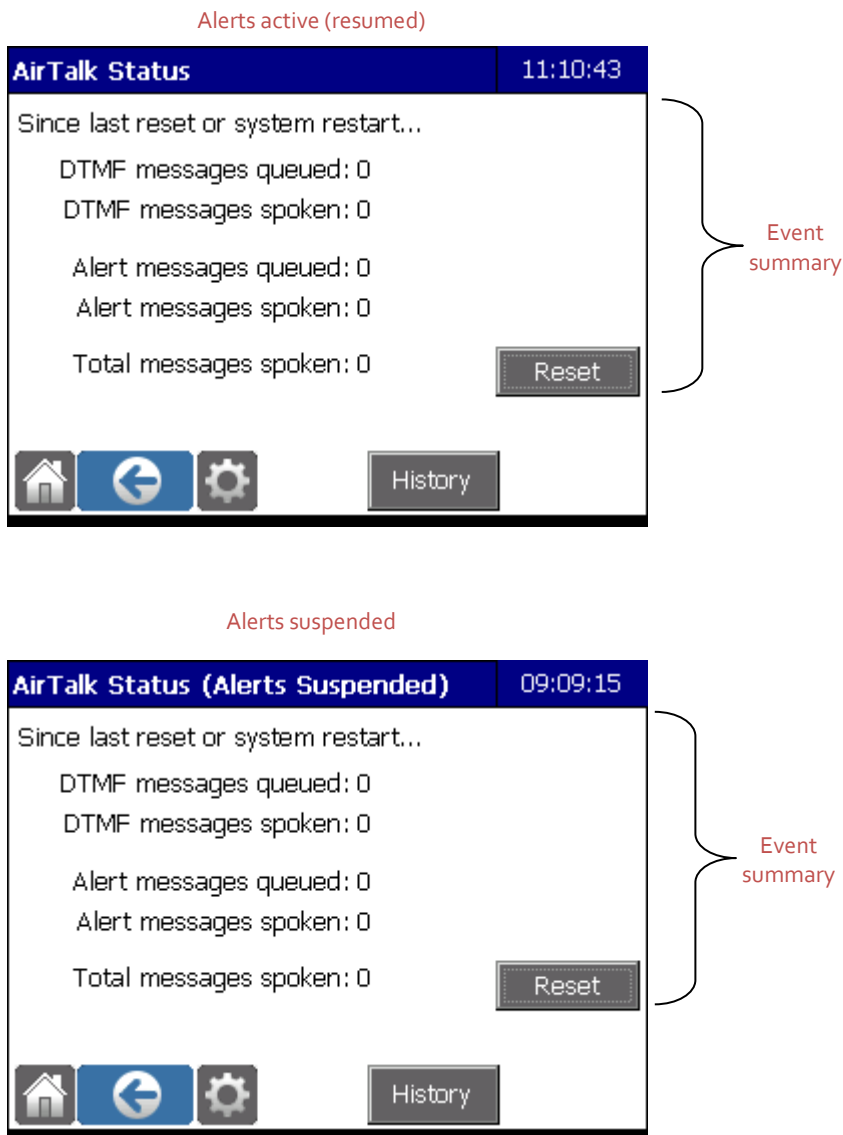 Alerts active (resumed)
AirTalk Status 11:10:43
Since last reset or system restart...
DTMF messages queued: 0
DTMF messages spoken: 0
Alert messages queued: 0
Alert messages spoken: 0
Total messages spoken: 0
Reset
History
Event
summary
Alerts suspended
AirTalk Status (Alerts Suspended) 09:09:15
Since last reset or system restart...
DTMF messages queued: 0
DTMF messages spoken: 0
Alert messages queued: 0
Alert messages spoken: 0
Total messages spoken: 0
Reset
History
Event
summary